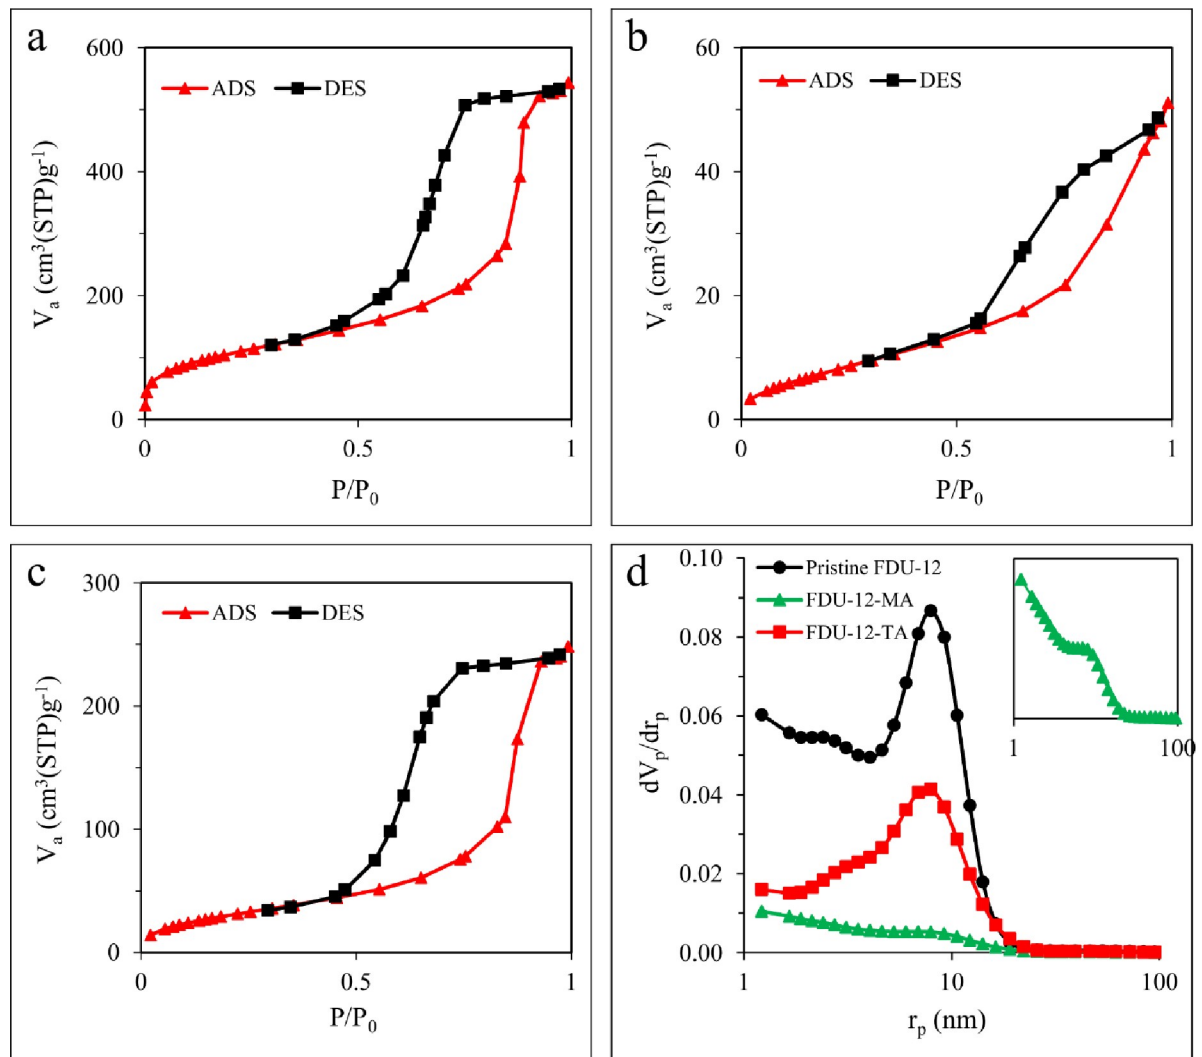 a
600
ADS DES
400
200
0
0 0.5 1
P/P0
Va (cm3(STP)g-1)
b
60
ADS DES
40
20
0
0 0.5 1
P/P0
Va (cm3(STP)g-1)
c
300
ADS DES
200
100
0
0 0.5 1
P/P0
Va (cm3(STP)g-1)
d
0.10
Pristine FDU-12
FDU-12-MA
FDU-12-TA
0.08
0.06
0.04
0.02
0.00
1 10 100
rp (nm)
dVp/drp
1 100